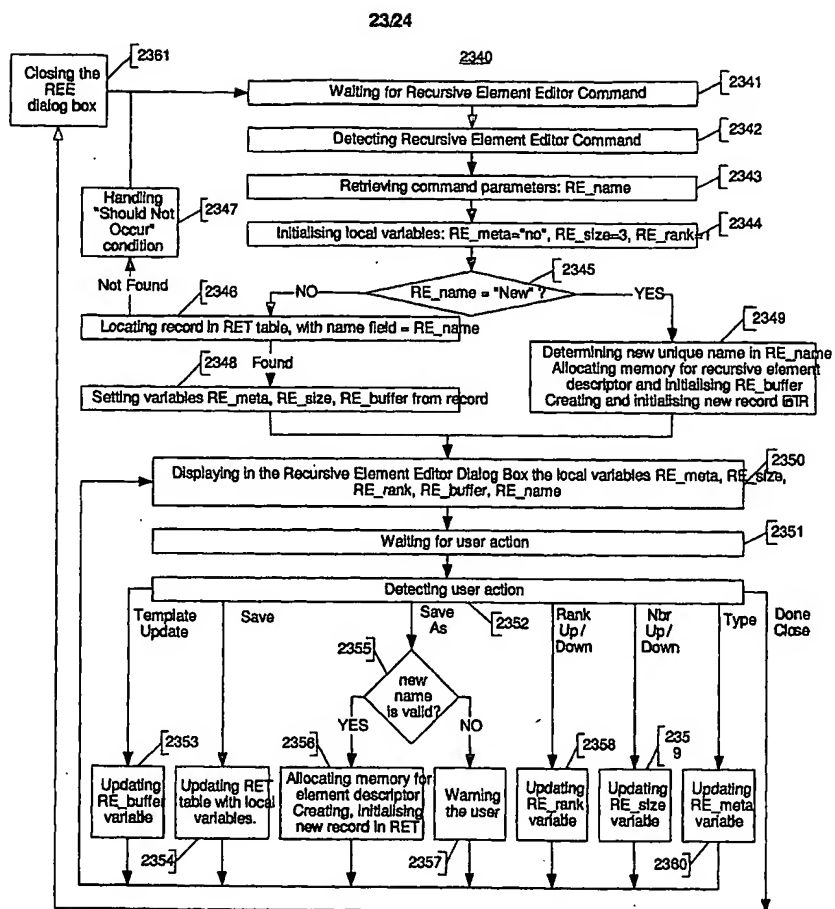 23/24
2340
2361
Closing the
REE
dialog box
2341
Waiting for Recursive Element Editor Command
2342
Detecting Recursive Element Editor Command
2343
Retrieving command parameters: RE_name
2344
Initialising local variables: RE_meta="no", RE_size=3, RE_rank=1
Handling
"Should Not
Occur"
condition
2347
Not Found
2345
RE_name = "New" ?
NO
YES
2346
Locating record in RET table, with name field = RE_name
2349
Determining new unique name in RE_name
Allocating memory for recursive element
descriptor and initialising RE_buffer
Creating and initialising new record
2348
Found
Setting variables RE_meta, RE_size, RE_buffer from record
2350
Displaying in the Recursive Element Editor Dialog Box the local variables RE_meta, RE_size,
RE_rank, RE_buffer, RE_name
2351
Waiting for user action
Detecting user action
2352
Template
Update
Save
Save
As
Rank
Up/
Down
Nbr
Up/
Down
Type
Done
Close
2355
new
name
is valid?
YES
NO
2353
Updating
RE_buffer
variable
Updating RET
table with local
variables.
2354
2356
Allocating memory for
element descriptor
Creating, initialising
new record in RET
Warning
the user
2357
2358
Updating
RE_rank
variable
235
9
Updating
RE_size
variable
Updating
RE_meta
variable
2360